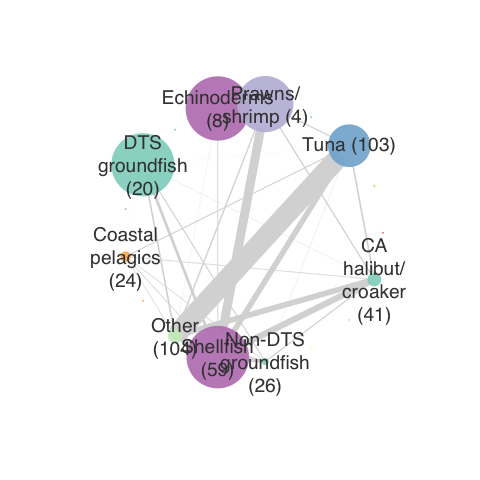 Echinoderms
(8)
Prawns/
shrimp (4)
Tuna (103)
DTS
groundfish
(20)
Coastal
pelagics
(24)
CA
halibut/
croaker
(41)
Other
(104)
Shellfish
(59)
Non-DTS
groundfish
(26)